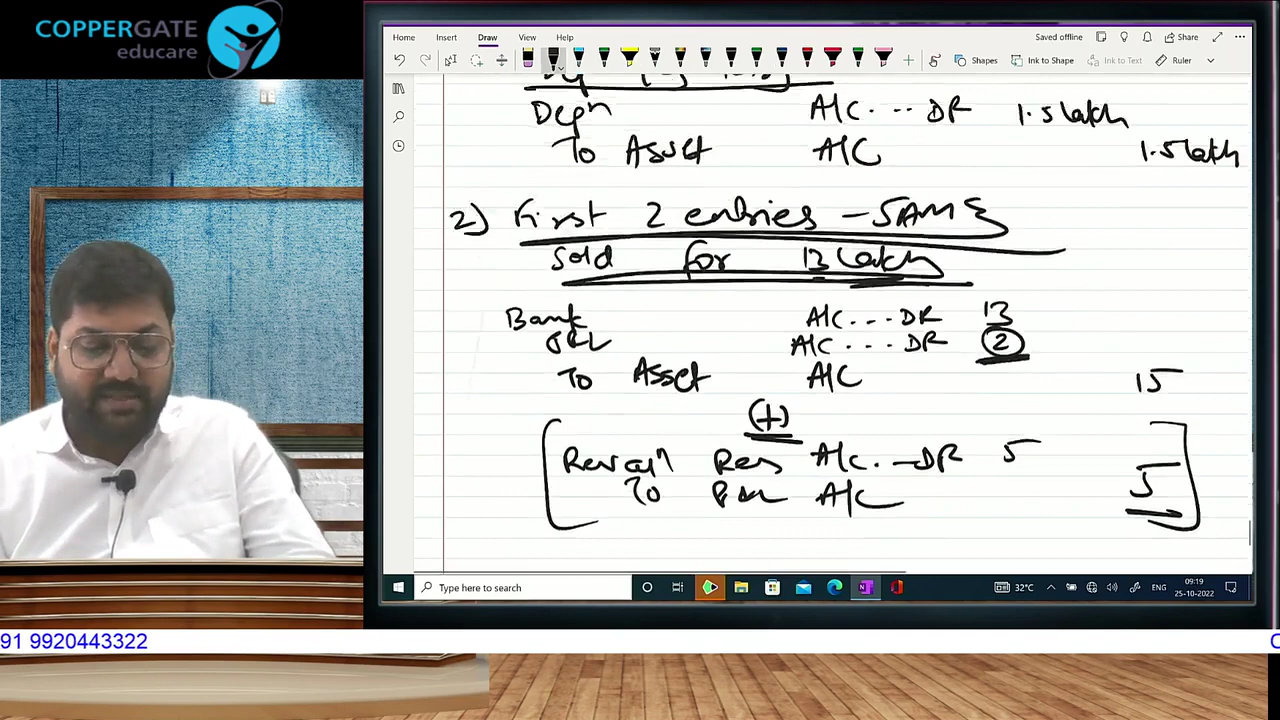 COPPERGATE
educare
Home Insert Draw View Help Saved offline Share
Shapes Ink to Shape Ink to Text Ruler
Depn A/C...DR 1.5 lakh
To Asset A/C 1.5 lakh
2) First 2 entries - SAME
Sold for 13 lakh
Bank A/C...DR 13
A/C...DR 2
To Asset A/C 15
(+)
Revaln Res A/C.-DR 5
To A/C 5
Type here to search 32°C ENG 09:19
25-10-2022
91 9920443322